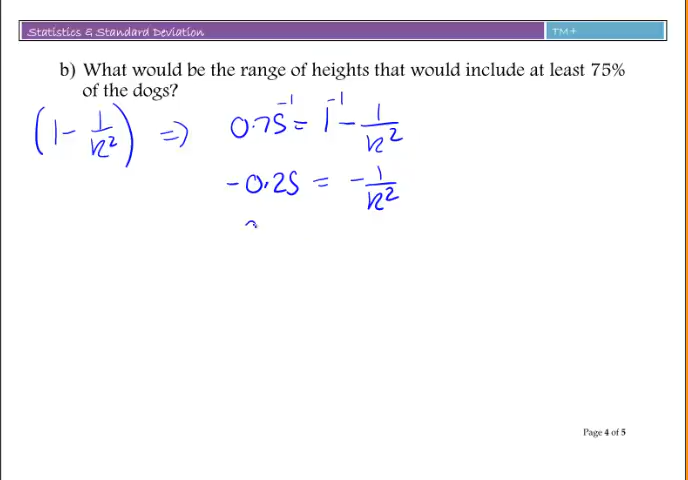 Statistics & Standard Deviation
TM+
b) What would be the range of heights that would include at least 75%
of the dogs?
(1 - 1/k²) => 0.75⁻¹ = 1⁻¹ - 1/k²
-0.25 = - 1/k²
Page 4 of 5